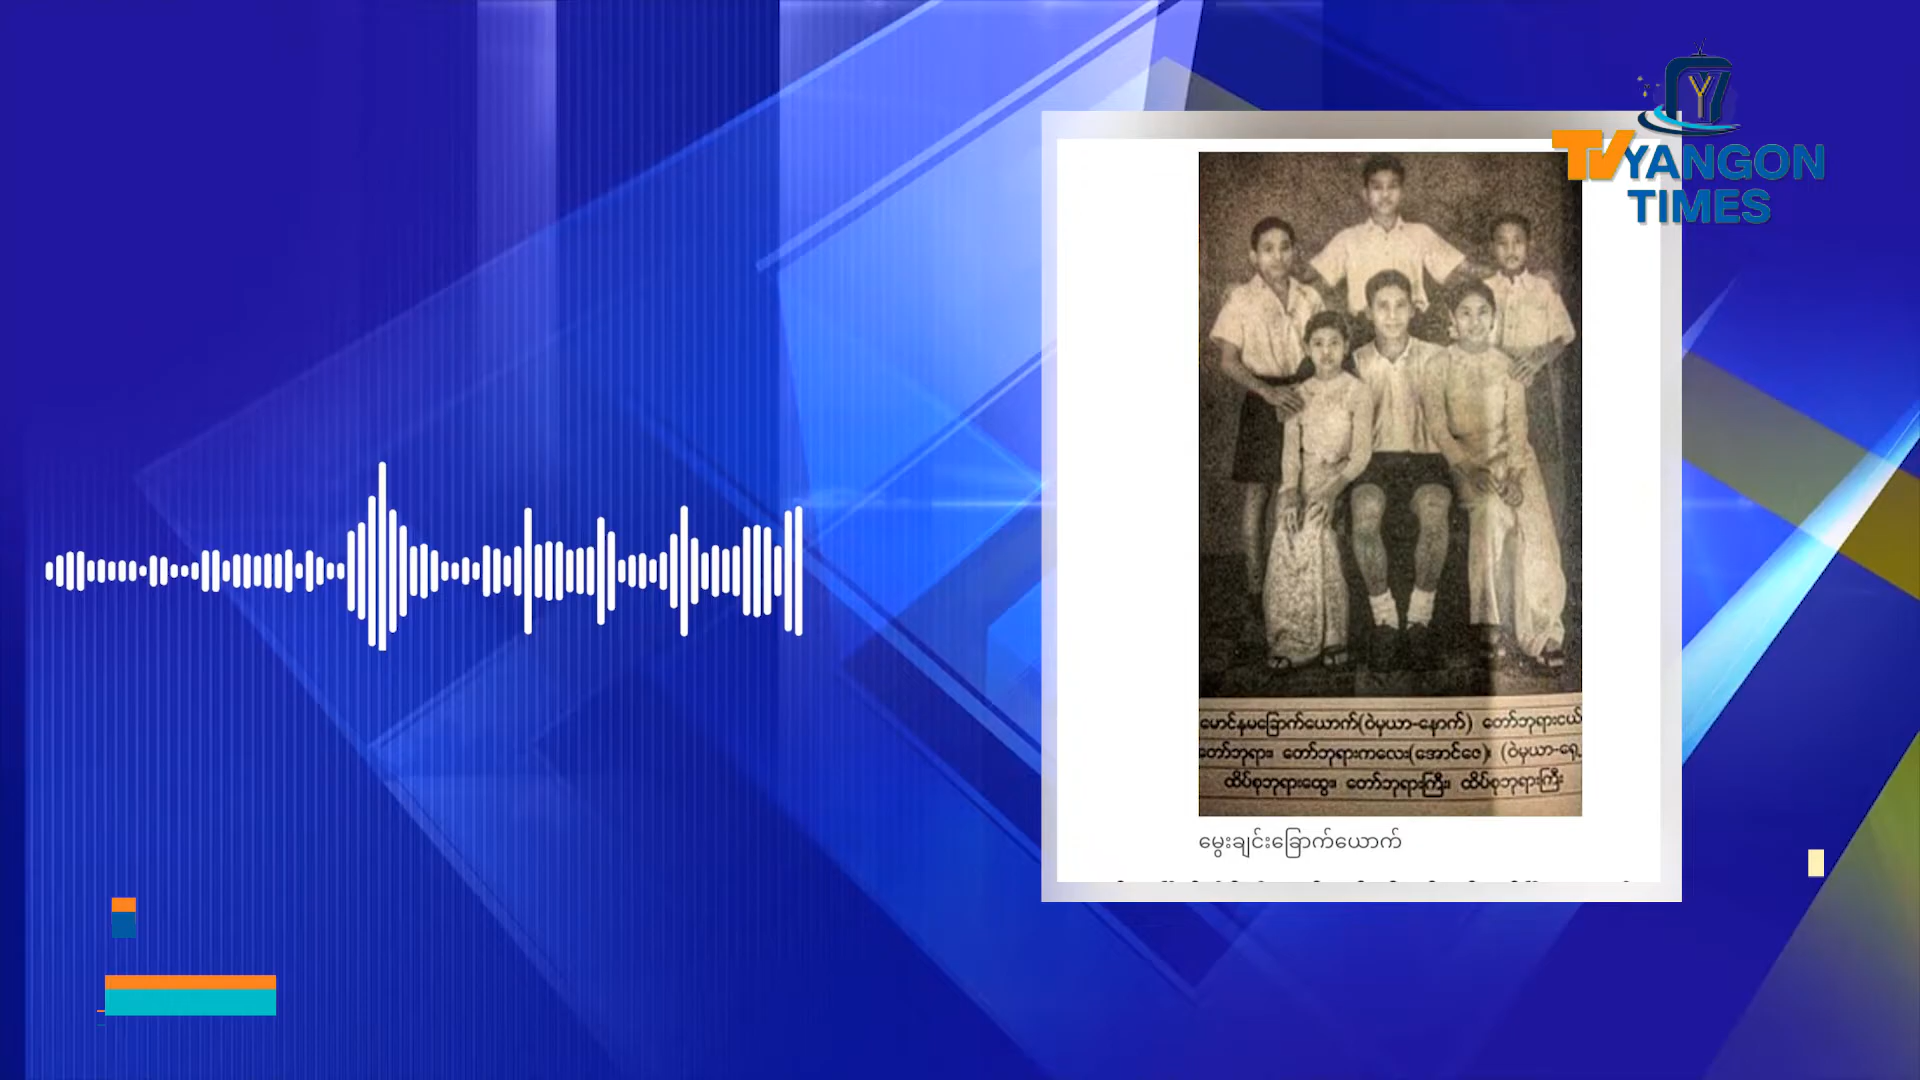 TV YANGON
TIMES
မောင်နှမခြောက်ယောက်(ဝဲမှယာ-နောက်) တော်ဘုရားငယ်
တော်ဘုရား၊ တော်ဘုရားကလေး(အောင်ဇေ)၊ (ဝဲမှယာ-ရှေ့
ထိပ်စုဘုရားထွေး၊ တော်ဘုရားကြီး၊ ထိပ်စုဘုရားကြီး
မွေးချင်းခြောက်ယောက်